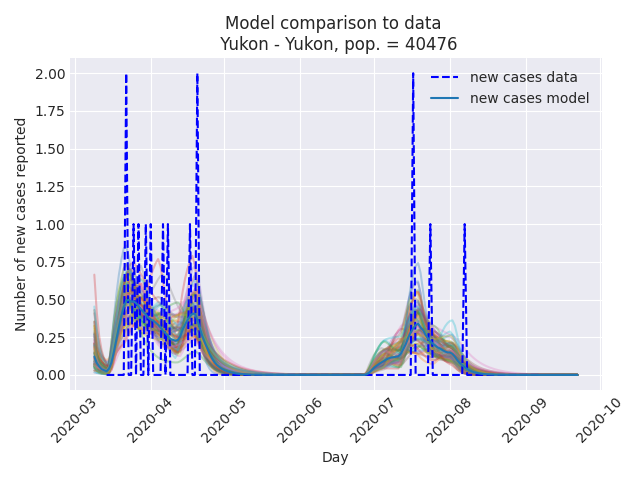 Model comparison to data
Yukon - Yukon, pop. = 40476
new cases data
new cases model
Number of new cases reported
2.00
1.75
1.50
1.25
1.00
0.75
0.50
0.25
0.00
2020-03
2020-04
2020-05
2020-06
2020-07
2020-08
2020-09
2020-10
Day